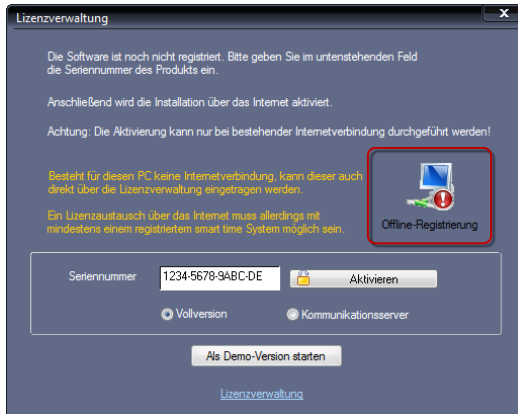 Lizenzverwaltung
x
Die Software ist noch nicht registriert. Bitte geben Sie im untenstehenden Feld
die Seriennummer des Produkts ein.
Anschließend wird die Installation über das Internet aktiviert.
Achtung: Die Aktivierung kann nur bei bestehender Internetverbindung durchgeführt werden!
Besteht für diesen PC keine Internetverbindung, kann dieser auch
direkt über die Lizenzverwaltung eingetragen werden.
Ein Lizenzaustausch über das Internet muss allerdings mit
mindestens einem registriertem smart time System möglich sein.
Offline-Registrierung
Seriennummer 1234-5678-9ABC-DE Aktivieren
Vollversion Kommunikationsserver
Als Demo-Version starten
Lizenzverwaltung